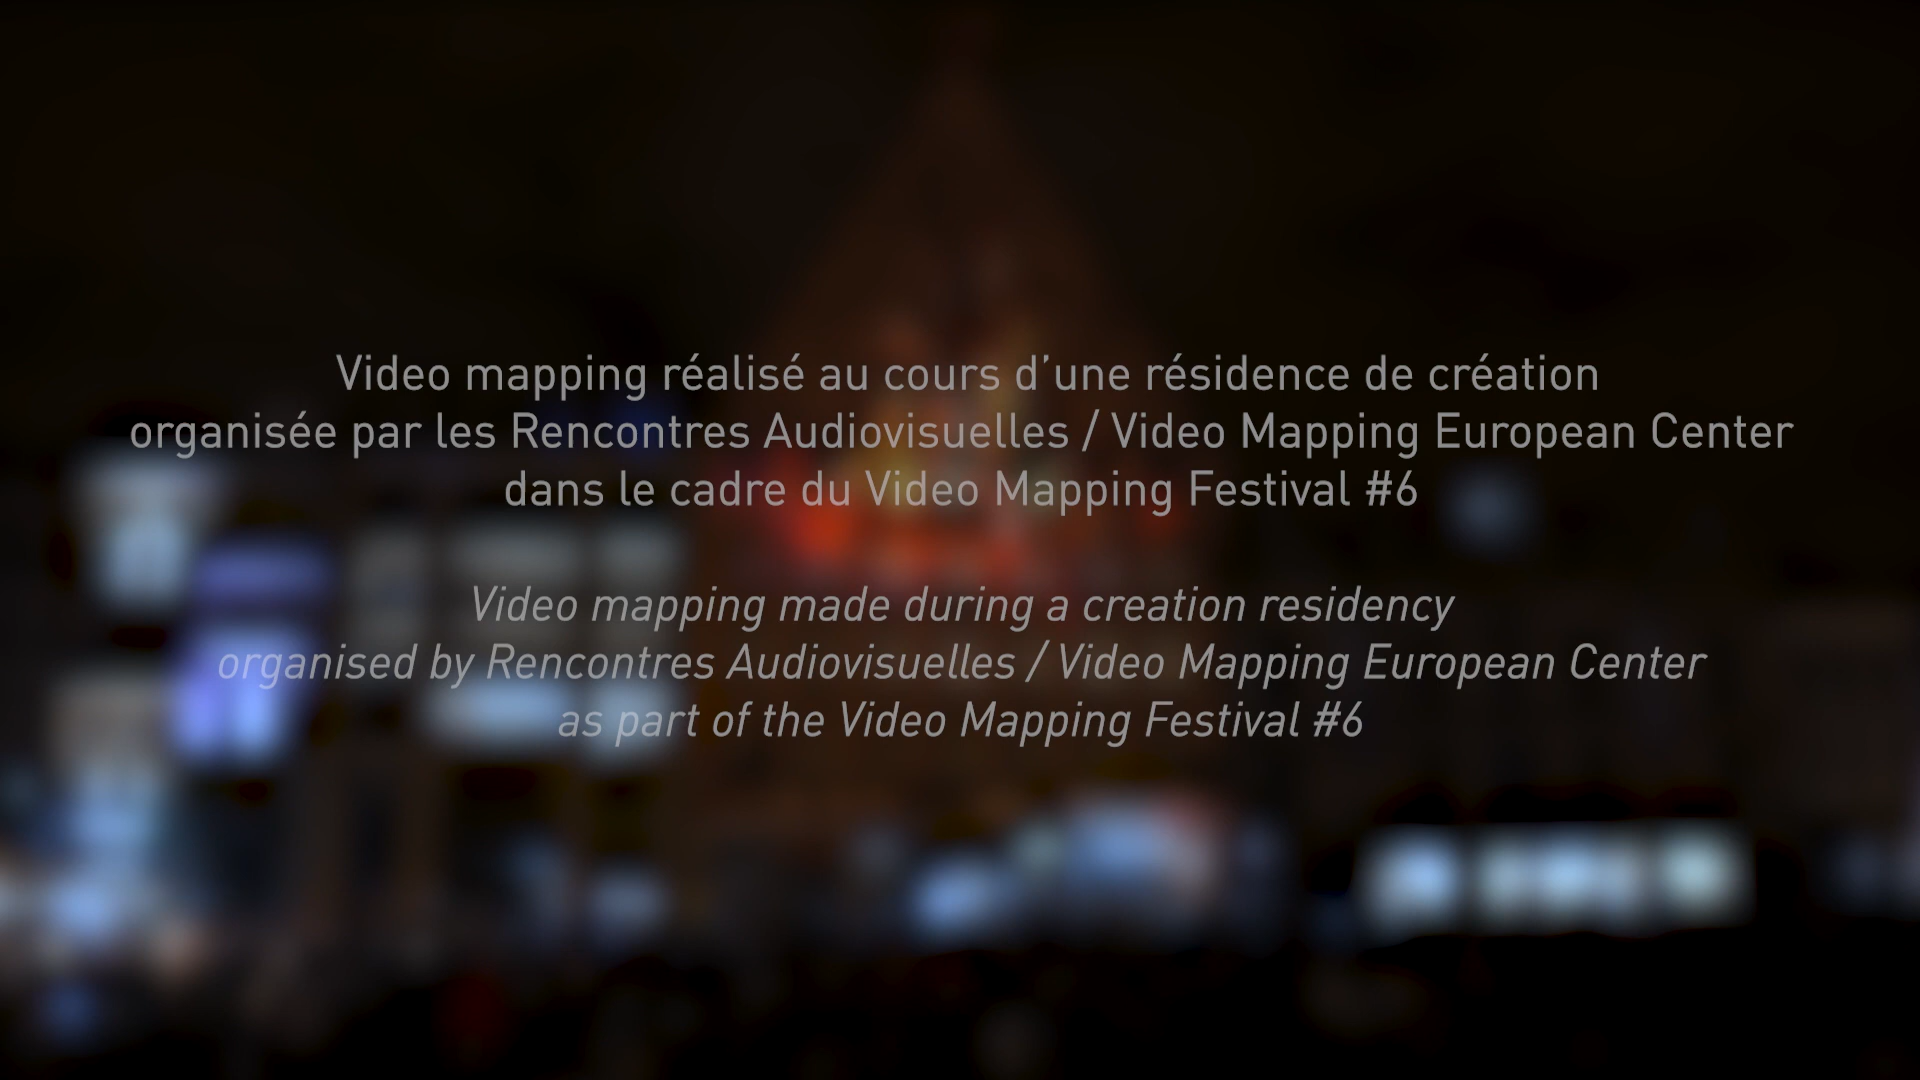 Video mapping réalisé au cours d’une résidence de création
organisée par les Rencontres Audiovisuelles / Video Mapping European Center
dans le cadre du Video Mapping Festival #6
Video mapping made during a creation residency
organised by Rencontres Audiovisuelles / Video Mapping European Center
as part of the Video Mapping Festival #6